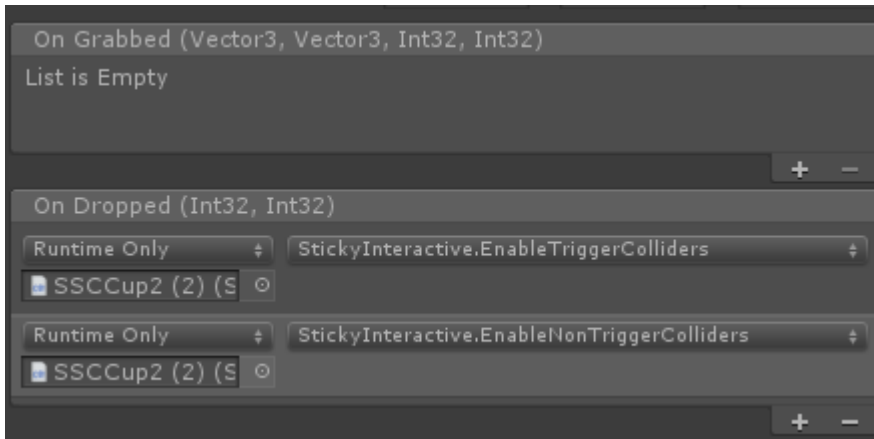 On Grabbed (Vector3, Vector3, Int32, Int32)
List is Empty
+ −
On Dropped (Int32, Int32)
Runtime Only StickyInteractive.EnableTriggerColliders
SSCCup2 (2) (S
Runtime Only StickyInteractive.EnableNonTriggerColliders
SSCCup2 (2) (S
+ −